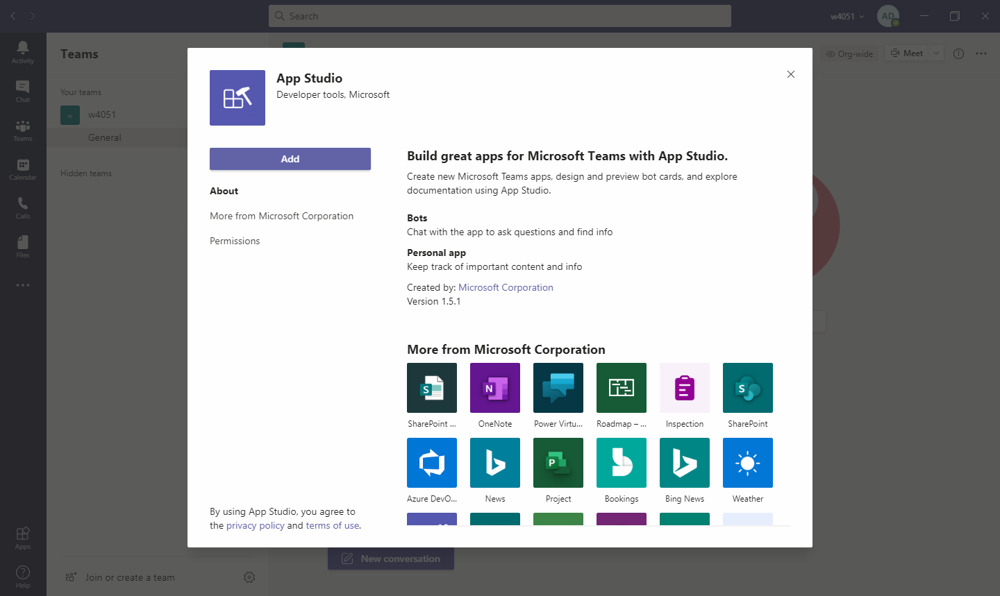 Search
w4051
AD
Activity
Chat
Teams
Calendar
Calls
Files
Apps
Help
Teams
Your teams
w
w4051
General
Hidden teams
Join or create a team
Org-wide
Meet
New conversation
App Studio
Developer tools, Microsoft
Add
About
More from Microsoft Corporation
Permissions
By using App Studio, you agree to
the privacy policy and terms of use.
Build great apps for Microsoft Teams with App Studio.
Create new Microsoft Teams apps, design and preview bot cards, and explore
documentation using App Studio.
Bots
Chat with the app to ask questions and find info
Personal app
Keep track of important content and info
Created by: Microsoft Corporation
Version 1.5.1
More from Microsoft Corporation
S N S
SharePoint ... OneNote Power Virtu... Roadmap – ... Inspection SharePoint
P
Azure DevO... News Project Bookings Bing News Weather